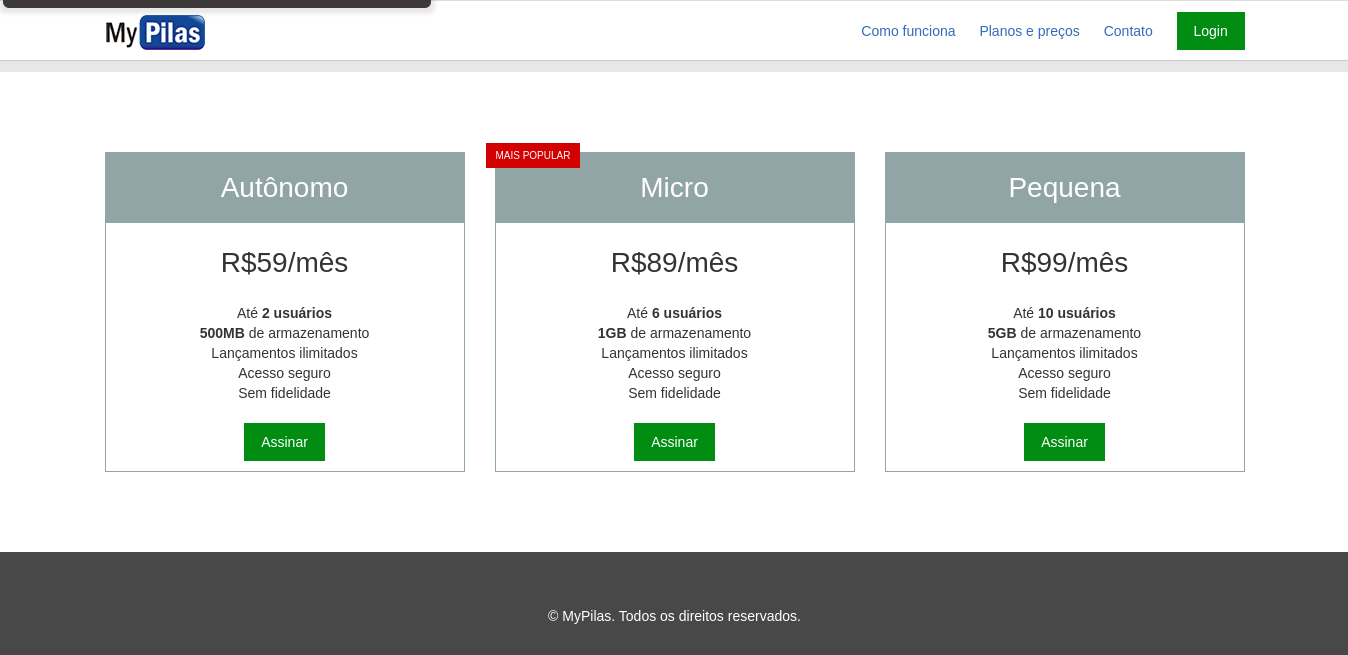 My Pilas
Como funciona
Planos e preços
Contato
Login
Autônomo
R$59/mês
Até 2 usuários
500MB de armazenamento
Lançamentos ilimitados
Acesso seguro
Sem fidelidade
Assinar
MAIS POPULAR
Micro
R$89/mês
Até 6 usuários
1GB de armazenamento
Lançamentos ilimitados
Acesso seguro
Sem fidelidade
Assinar
Pequena
R$99/mês
Até 10 usuários
5GB de armazenamento
Lançamentos ilimitados
Acesso seguro
Sem fidelidade
Assinar
© MyPilas. Todos os direitos reservados.